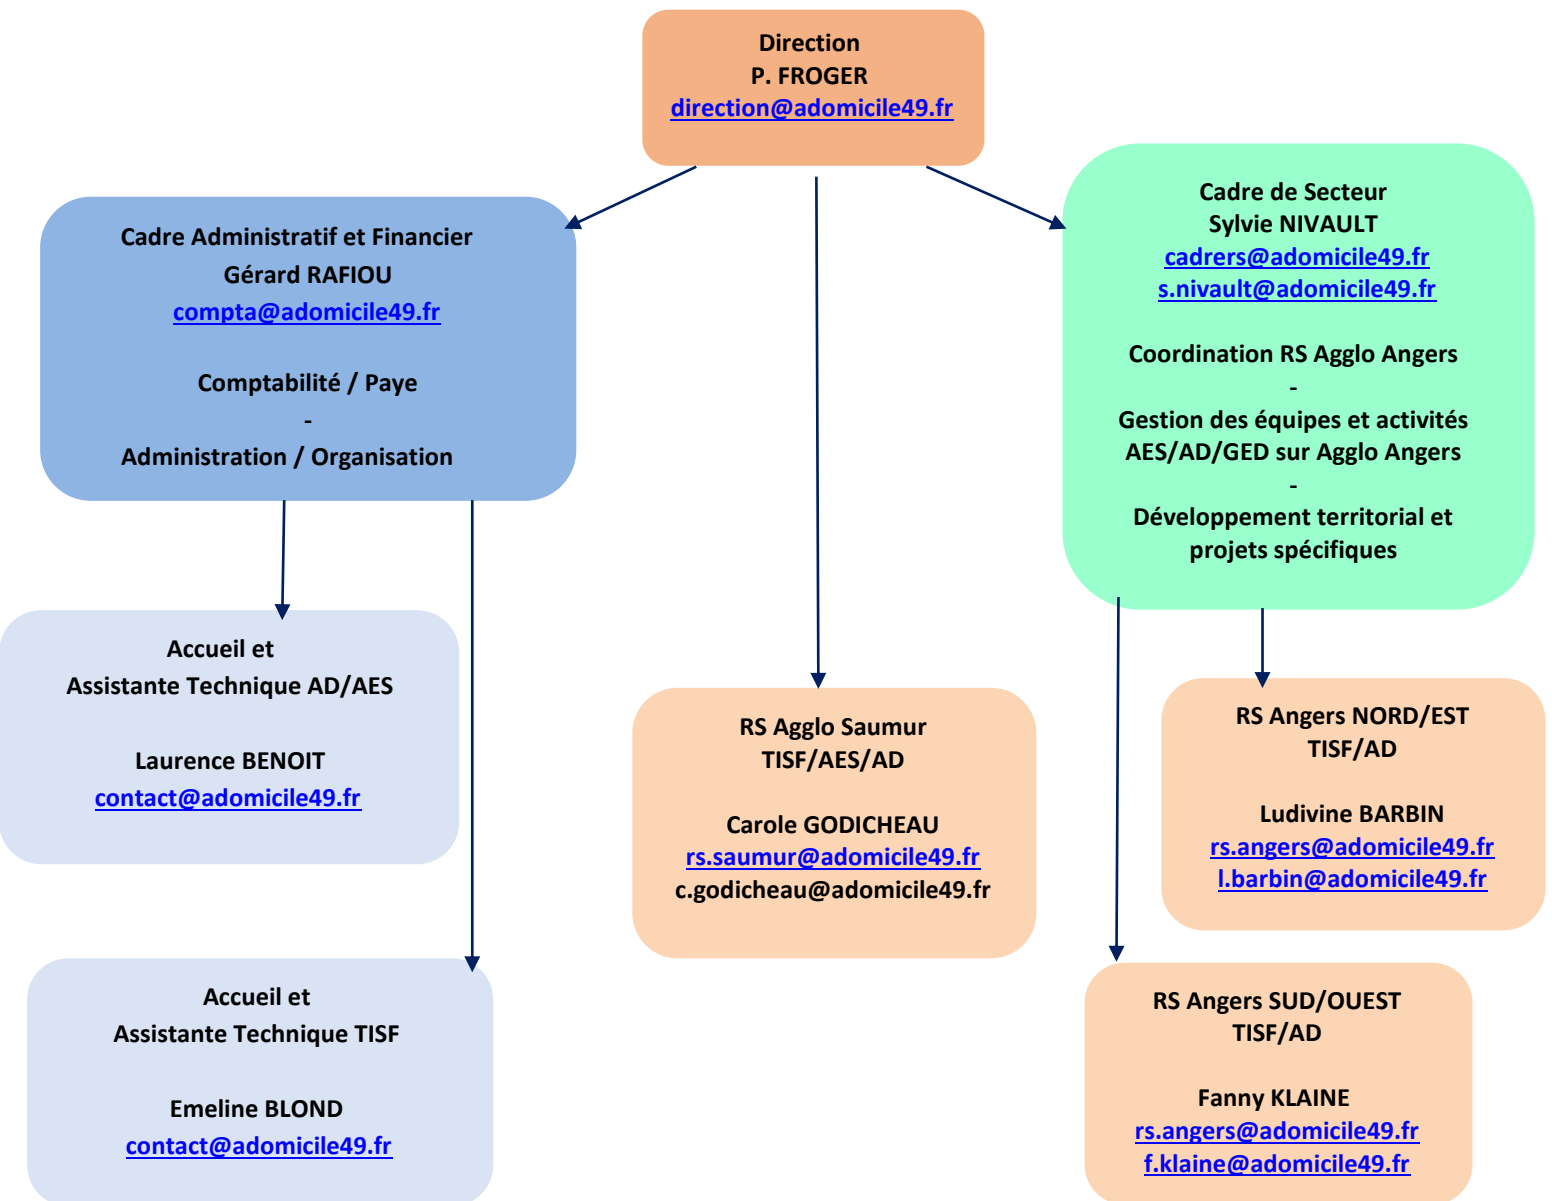 Direction
P. FROGER
direction@adomicile49.fr
Cadre Administratif et Financier
Gérard RAFIOU
compta@adomicile49.fr
Comptabilité / Paye
-
Administration / Organisation
Cadre de Secteur
Sylvie NIVAULT
cadrers@adomicile49.fr
s.nivault@adomicile49.fr
Coordination RS Agglo Angers
-
Gestion des équipes et activités
AES/AD/GED sur Agglo Angers
-
Développement territorial et
projets spécifiques
Accueil et
Assistante Technique AD/AES
Laurence BENOIT
contact@adomicile49.fr
RS Agglo Saumur
TISF/AES/AD
Carole GODICHEAU
rs.saumur@adomicile49.fr
c.godicheau@adomicile49.fr
RS Angers NORD/EST
TISF/AD
Ludivine BARBIN
rs.angers@adomicile49.fr
l.barbin@adomicile49.fr
Accueil et
Assistante Technique TISF
Emeline BLOND
contact@adomicile49.fr
RS Angers SUD/OUEST
TISF/AD
Fanny KLAINE
rs.angers@adomicile49.fr
f.klaine@adomicile49.fr